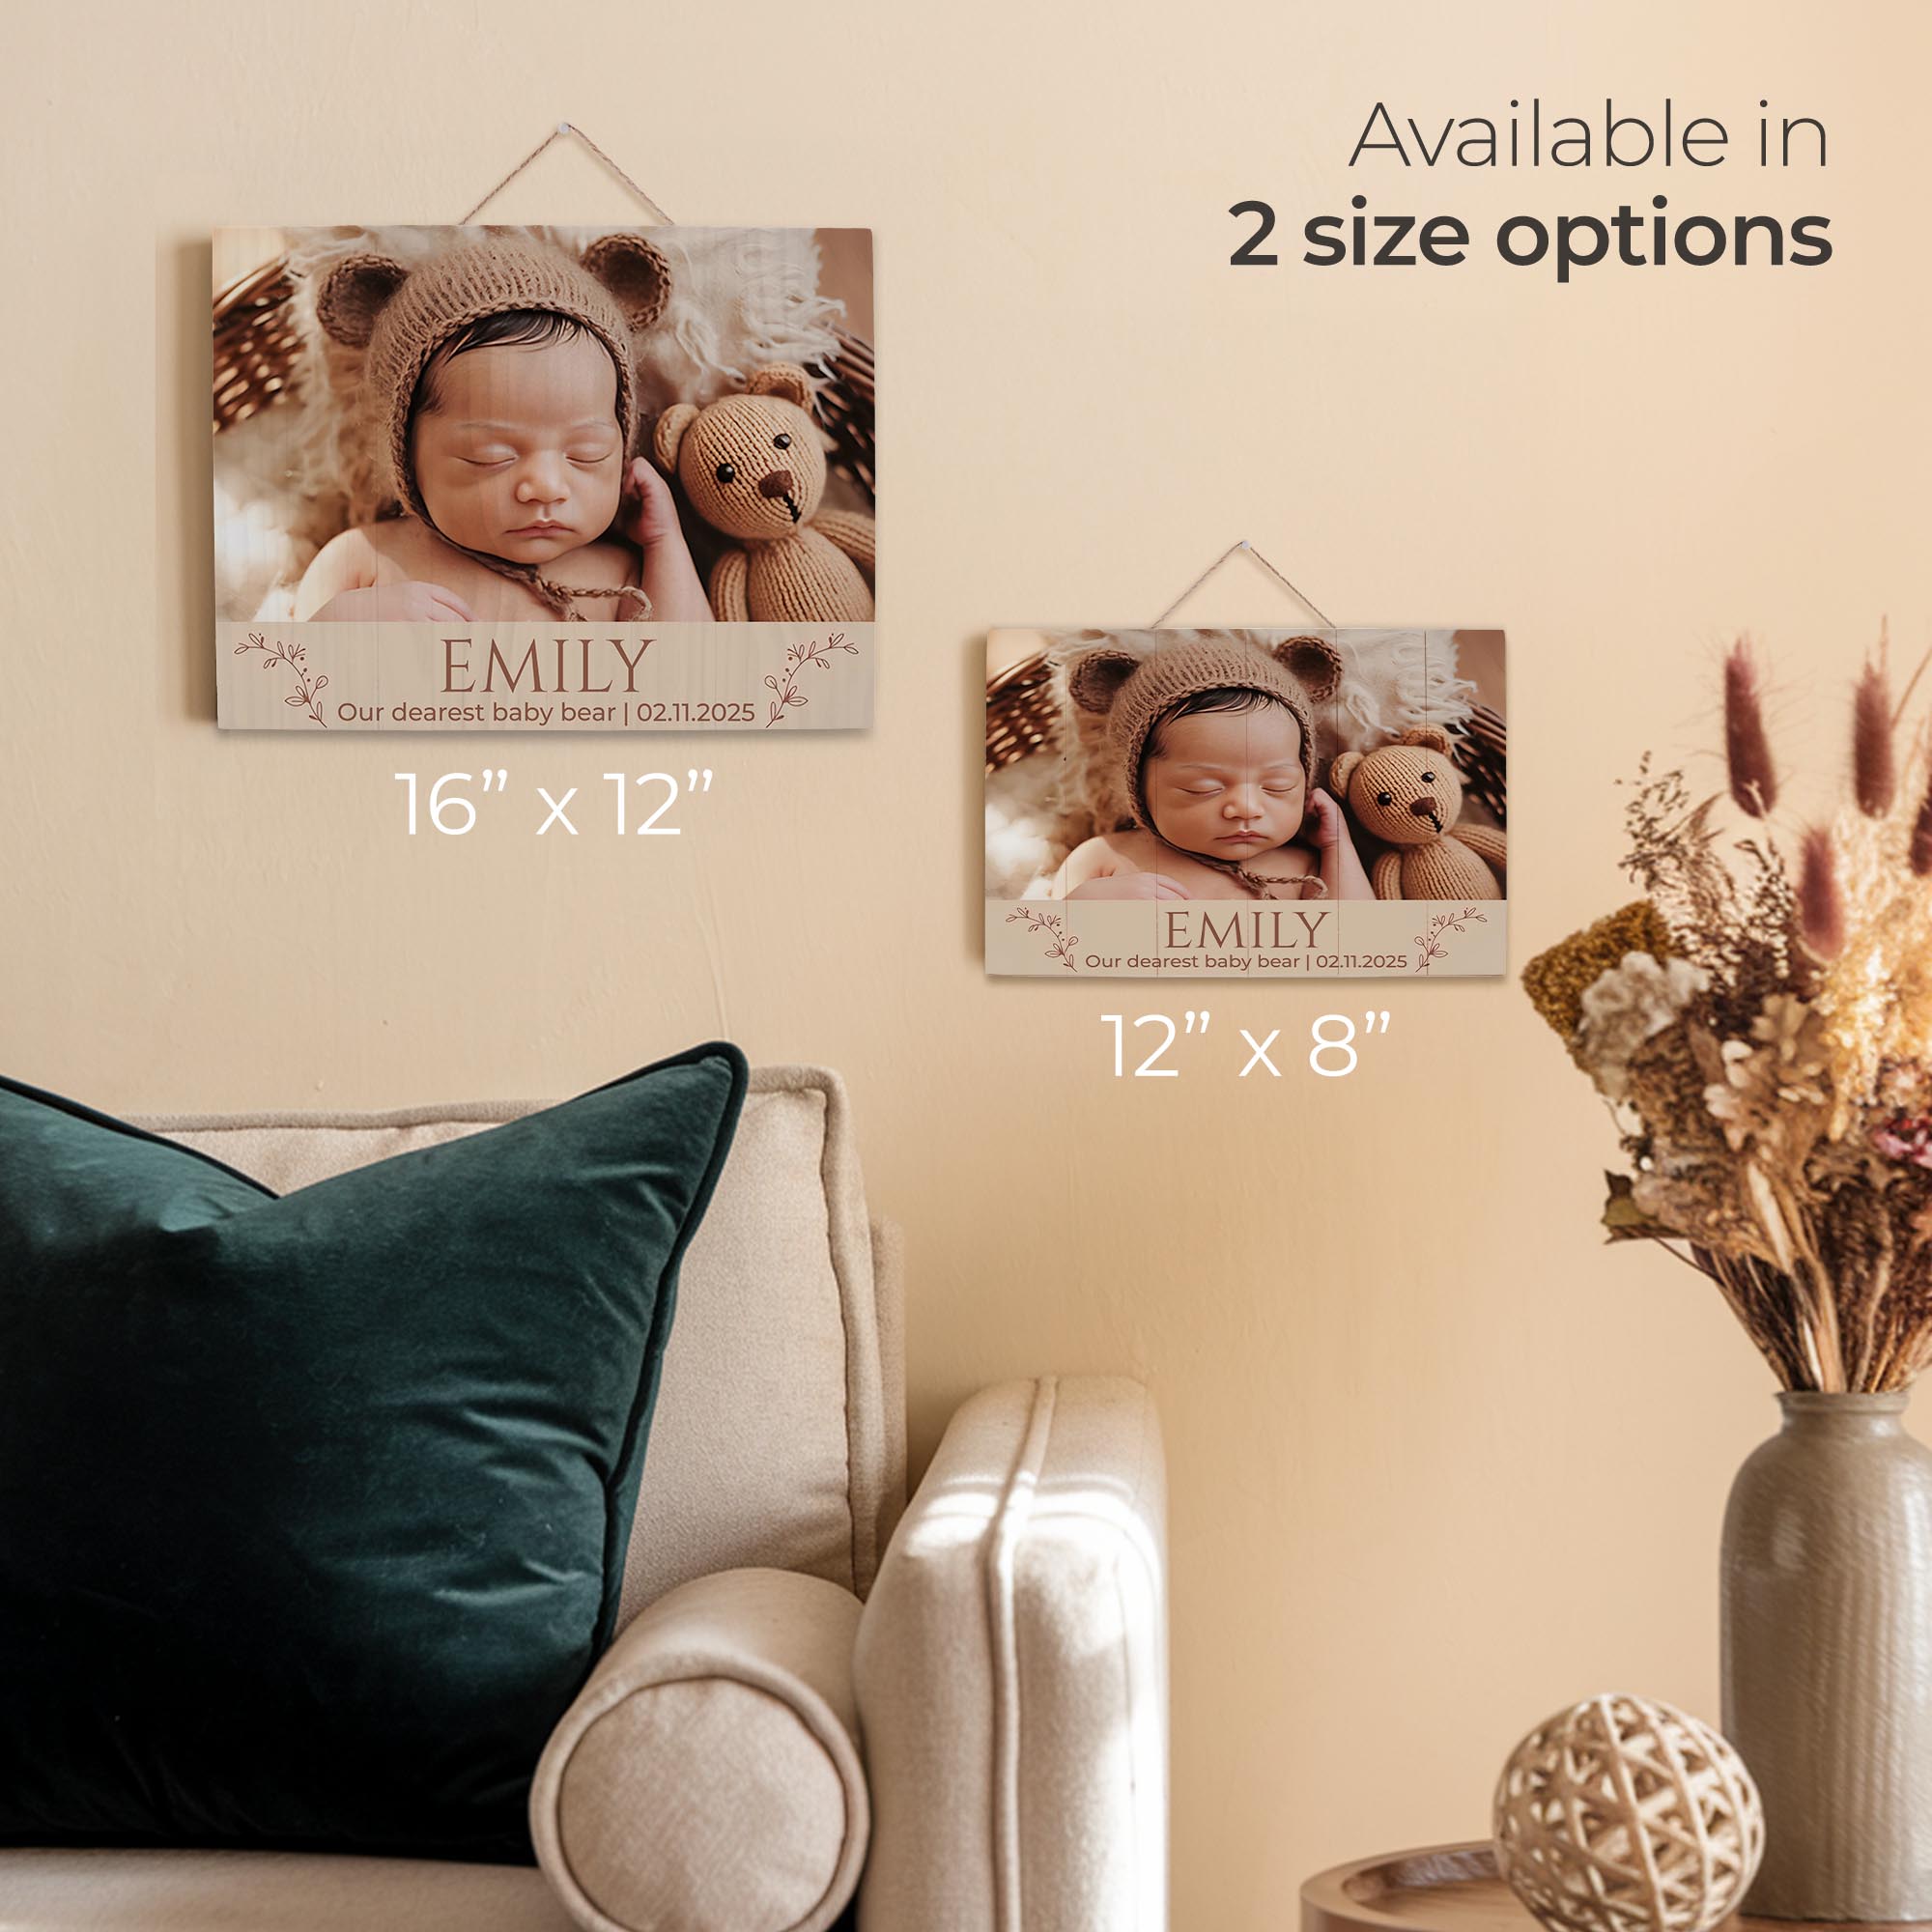 Available in
2 size options
EMILY
Our dearest baby bear | 02.11.2025
16” x 12”
EMILY
Our dearest baby bear | 02.11.2025
12” x 8”